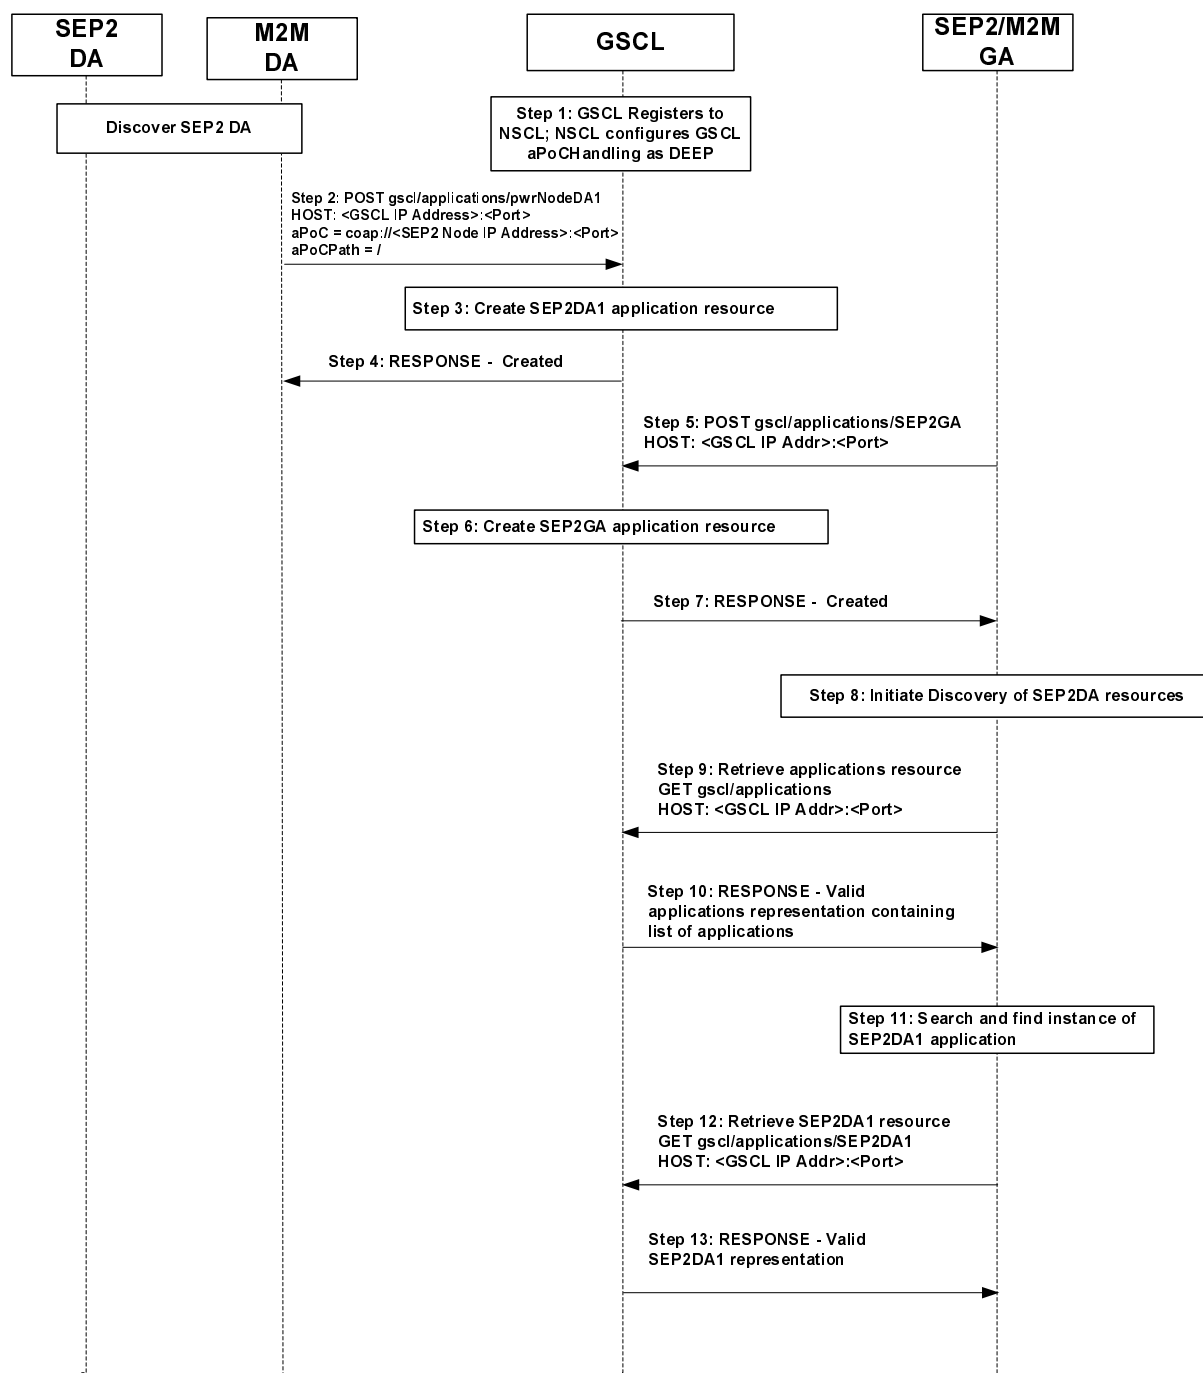 SEP2
DA
M2M
DA
GSCL
SEP2/M2M
GA
Discover SEP2 DA
Step 1: GSCL Registers to
NSCL; NSCL configures GSCL
aPoCHandling as DEEP
Step 2: POST gscl/applications/pwrNodeDA1
HOST: <GSCL IP Address>:<Port>
aPoC = coap://<SEP2 Node IP Address>:<Port>
aPoCPath = /
Step 3: Create SEP2DA1 application resource
Step 4: RESPONSE - Created
Step 5: POST gscl/applications/SEP2GA
HOST: <GSCL IP Addr>:<Port>
Step 6: Create SEP2GA application resource
Step 7: RESPONSE - Created
Step 8: Initiate Discovery of SEP2DA resources
Step 9: Retrieve applications resource
GET gscl/applications
HOST: <GSCL IP Addr>:<Port>
Step 10: RESPONSE - Valid
applications representation containing
list of applications
Step 11: Search and find instance of
SEP2DA1 application
Step 12: Retrieve SEP2DA1 resource
GET gscl/applications/SEP2DA1
HOST: <GSCL IP Addr>:<Port>
Step 13: RESPONSE - Valid
SEP2DA1 representation